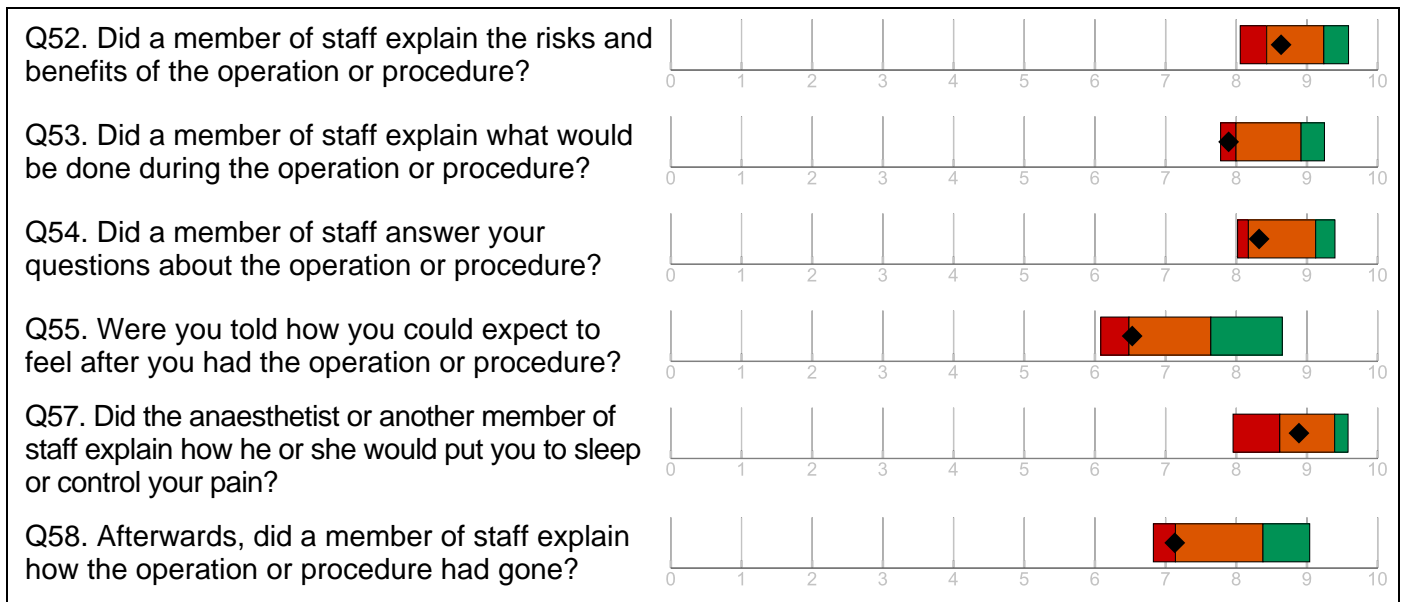 Q52. Did a member of staff explain the risks and
benefits of the operation or procedure?
0 1 2 3 4 5 6 7 8 9 10
Q53. Did a member of staff explain what would
be done during the operation or procedure?
0 1 2 3 4 5 6 7 8 9 10
Q54. Did a member of staff answer your
questions about the operation or procedure?
0 1 2 3 4 5 6 7 8 9 10
Q55. Were you told how you could expect to
feel after you had the operation or procedure?
0 1 2 3 4 5 6 7 8 9 10
Q57. Did the anaesthetist or another member of
staff explain how he or she would put you to sleep
or control your pain?
0 1 2 3 4 5 6 7 8 9 10
Q58. Afterwards, did a member of staff explain
how the operation or procedure had gone?
0 1 2 3 4 5 6 7 8 9 10